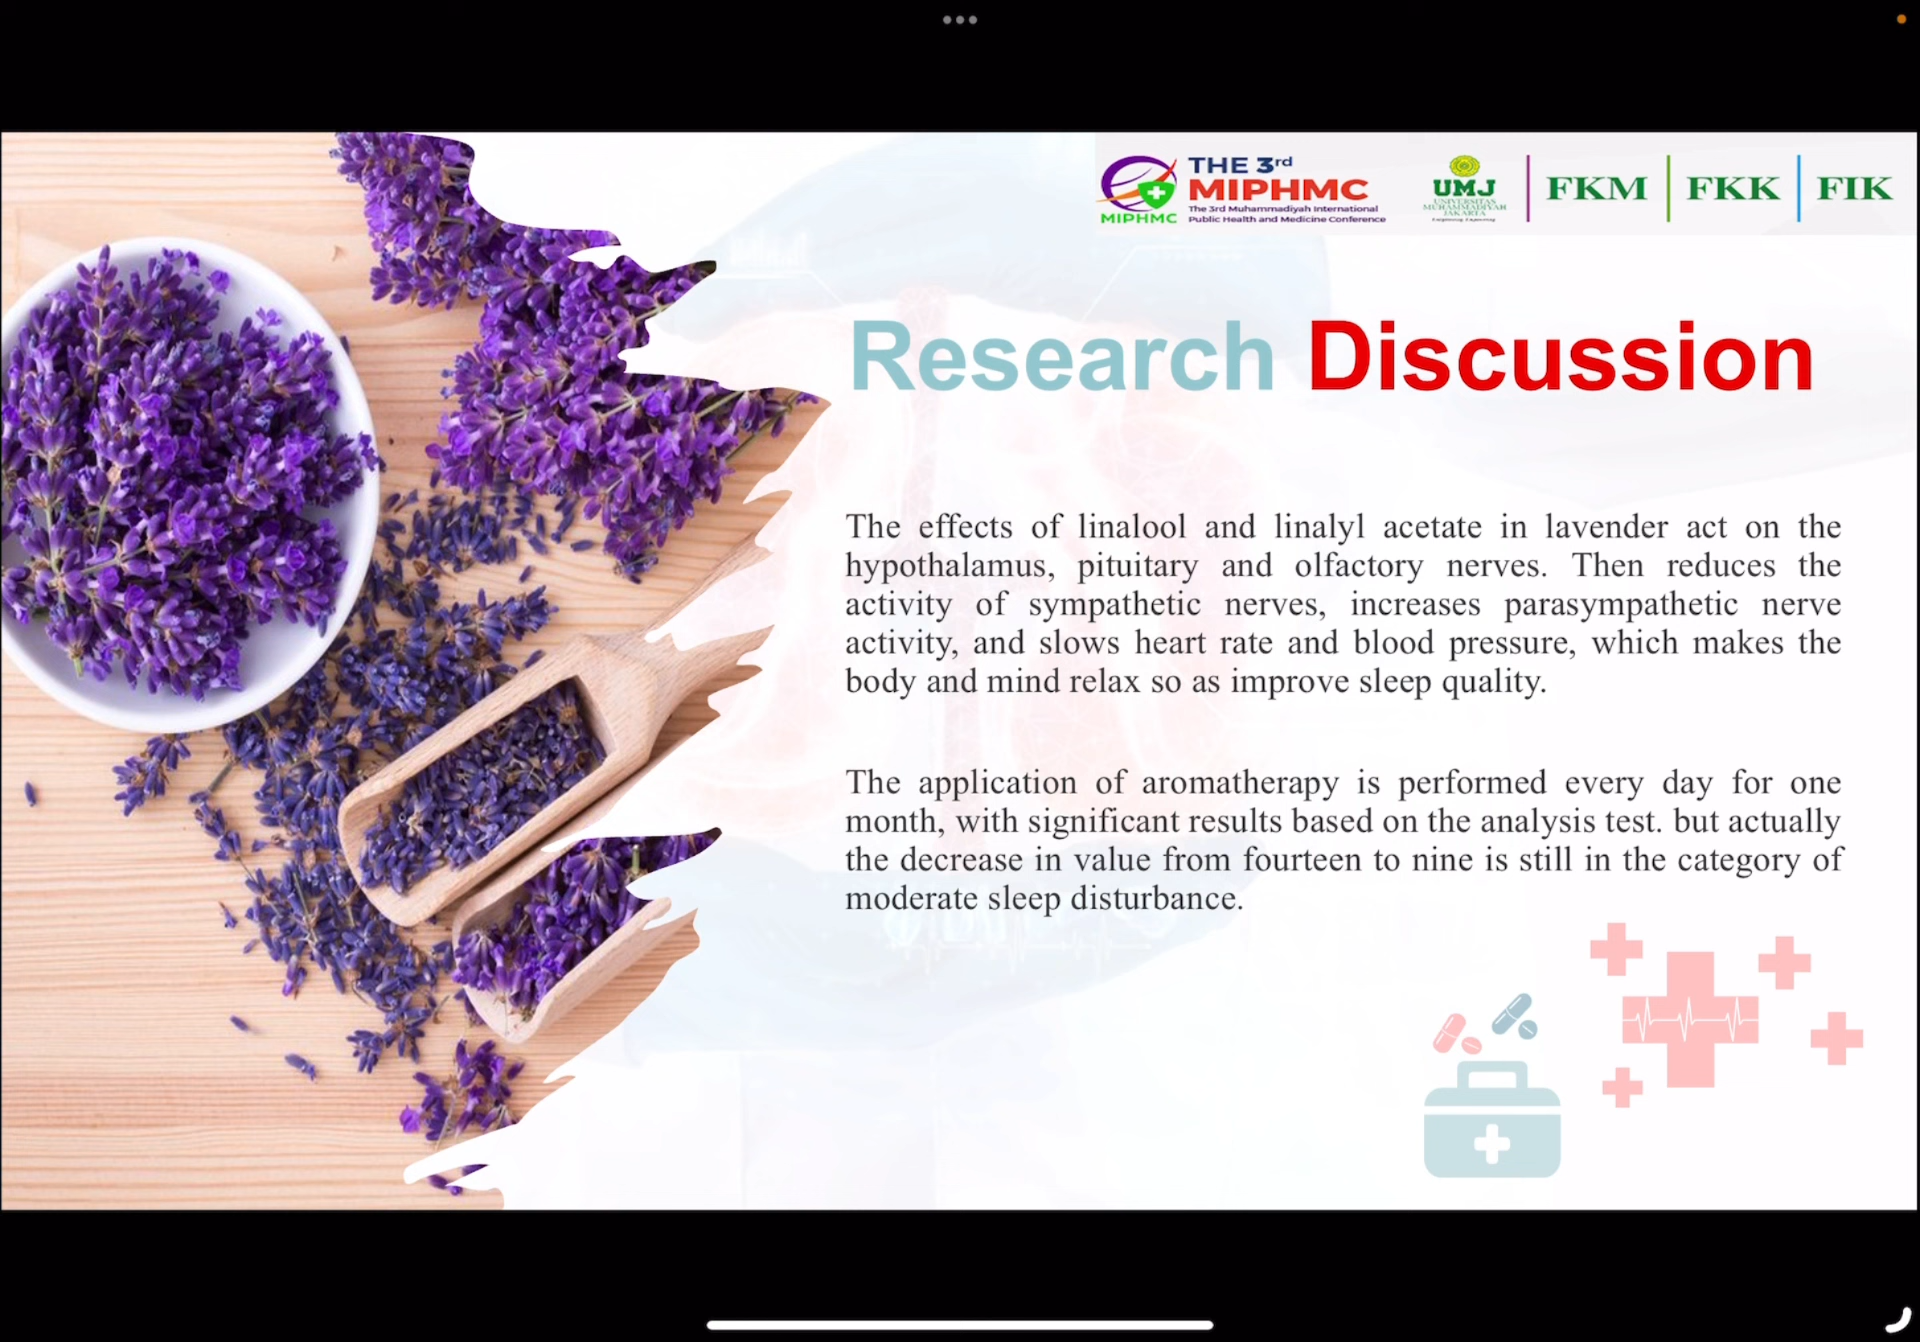 THE 3rd
MIPHMC
The 3rd Muhammadiyah International
Public Health and Medicine Conference
MIPHMC
UMJ
UNIVERSITAS
MUHAMMADIYAH
JAKARTA
FKM
FKK
FIK
Research Discussion
The effects of linalool and linalyl acetate in lavender act on the
hypothalamus, pituitary and olfactory nerves. Then reduces the
activity of sympathetic nerves, increases parasympathetic nerve
activity, and slows heart rate and blood pressure, which makes the
body and mind relax so as improve sleep quality.
The application of aromatherapy is performed every day for one
month, with significant results based on the analysis test. but actually
the decrease in value from fourteen to nine is still in the category of
moderate sleep disturbance.